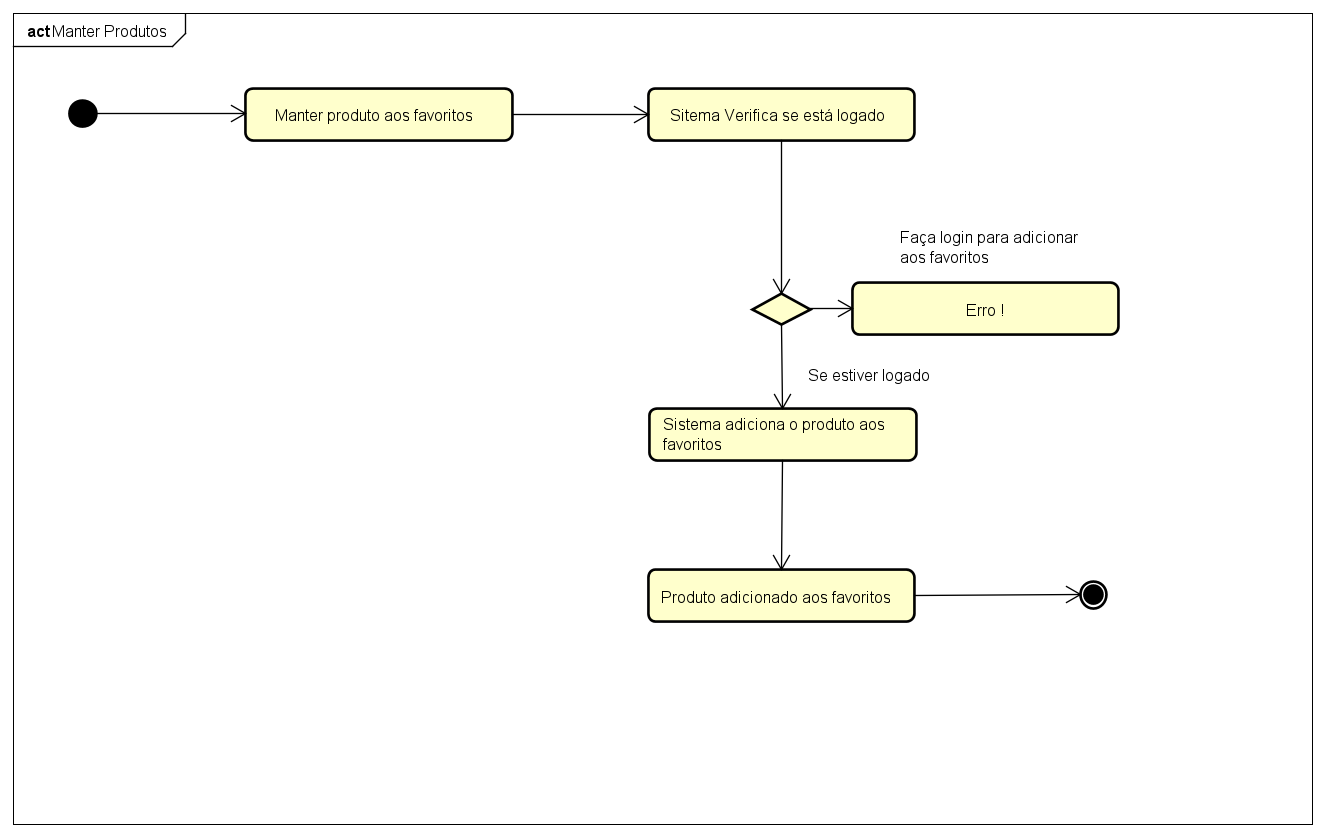 act Manter Produtos
Manter produto aos favoritos
Sitema Verifica se está logado
Faça login para adicionar
aos favoritos
Erro !
Se estiver logado
Sistema adiciona o produto aos
favoritos
Produto adicionado aos favoritos